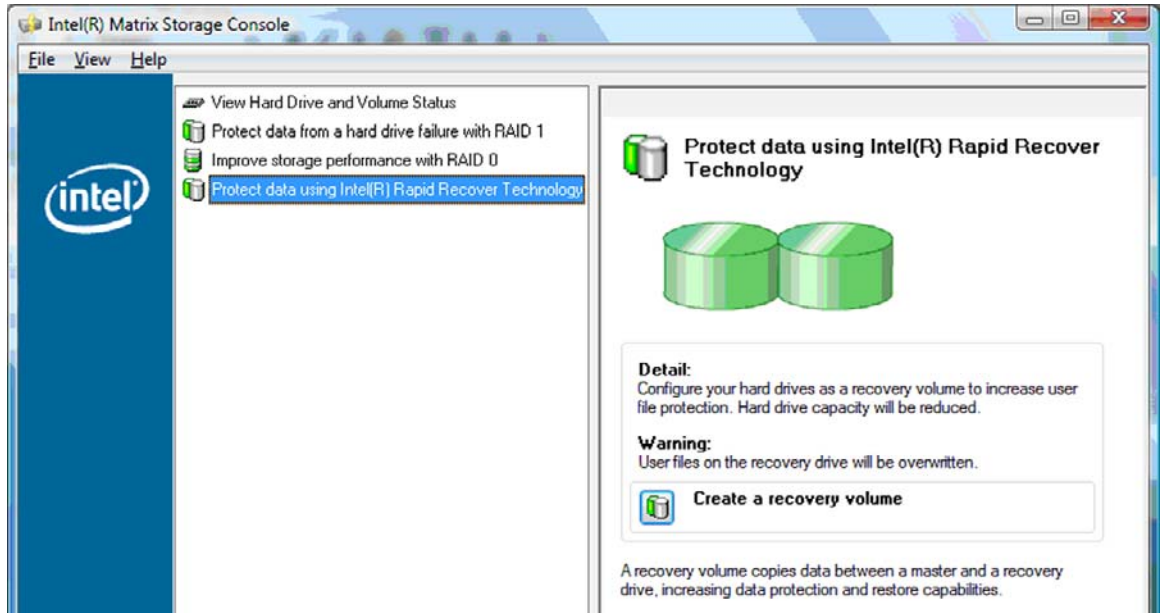 Intel(R) Matrix Storage Console
File View Help
intel
View Hard Drive and Volume Status
Protect data from a hard drive failure with RAID 1
Improve storage performance with RAID 0
Protect data using Intel(R) Rapid Recover Technology
Protect data using Intel(R) Rapid Recover
Technology
Detail:
Configure your hard drives as a recovery volume to increase user
file protection. Hard drive capacity will be reduced.
Warning:
User files on the recovery drive will be overwritten.
Create a recovery volume
A recovery volume copies data between a master and a recovery
drive, increasing data protection and restore capabilities.